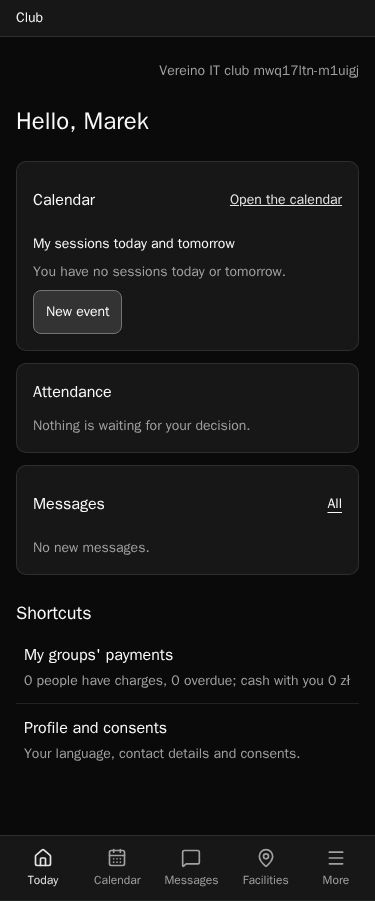 Club
Vereino IT club mwq17ltn-m1uigj
Hello, Marek
Calendar
Open the calendar
My sessions today and tomorrow
You have no sessions today or tomorrow.
New event
Attendance
Nothing is waiting for your decision.
Messages
All
No new messages.
Shortcuts
My groups' payments
0 people have charges, 0 overdue; cash with you 0 zł
Profile and consents
Your language, contact details and consents.
Today
Calendar
Messages
Facilities
More